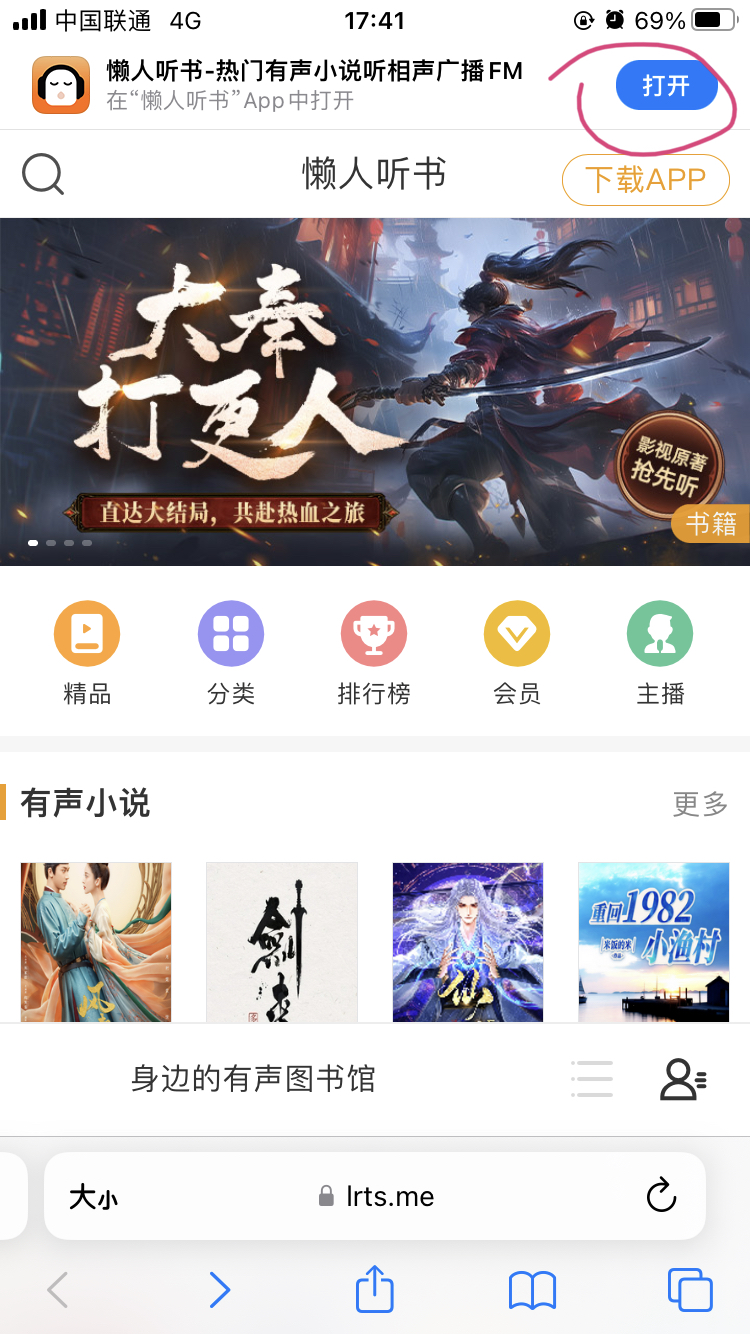 中国联通 4G 17:41 69%
懒人听书-热门有声小说听相声广播FM
在“懒人听书”App中打开
打开
懒人听书
下载APP
大奉
打更人
直达大结局，共赴热血之旅
影视原著
抢先听
书籍
精品 分类 排行榜 会员 主播
有声小说 更多
剑来
重回1982
小渔村
身边的有声图书馆
大小 lrts.me